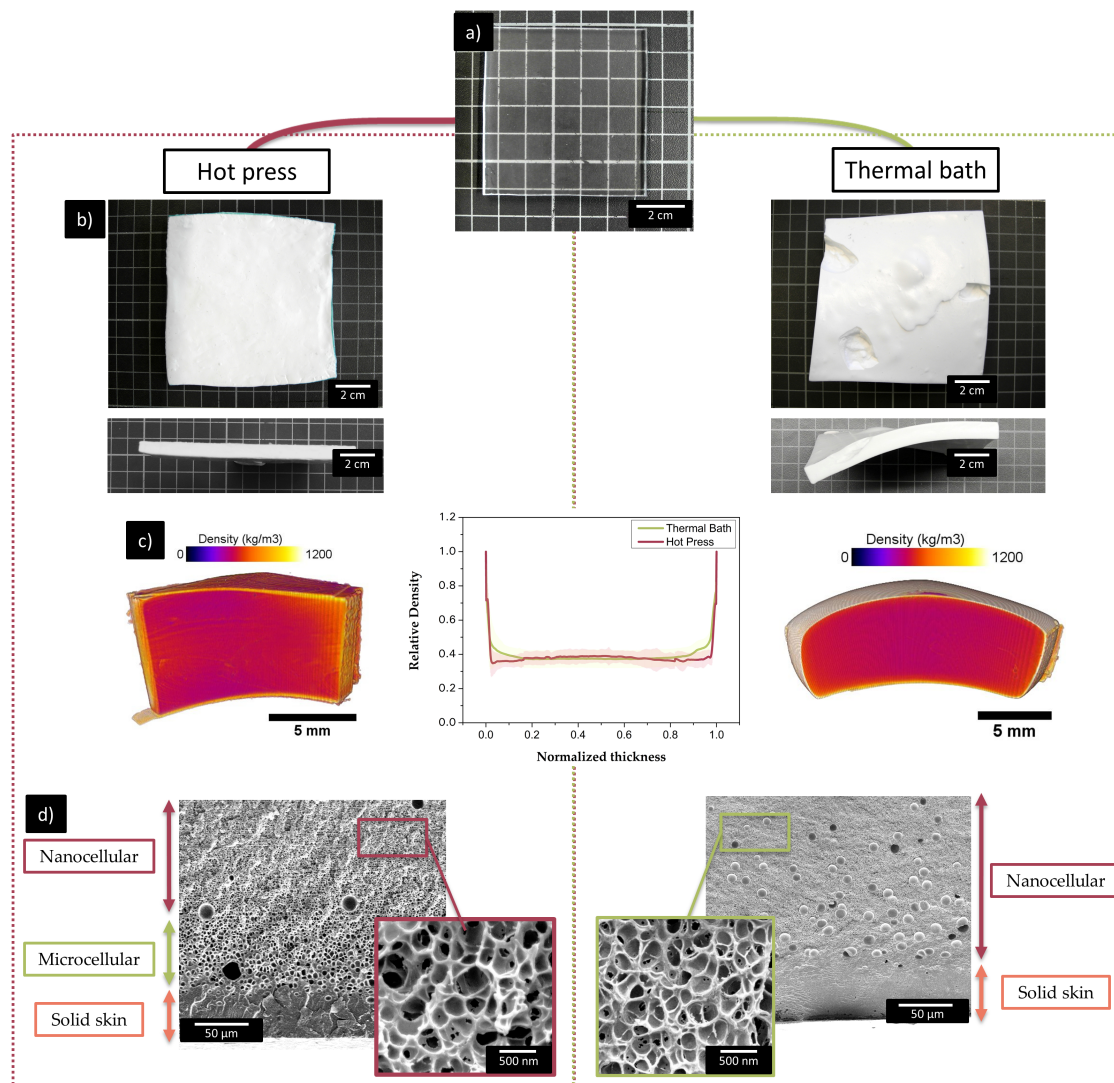 a)
2 cm
Hot press
Thermal bath
b)
2 cm
2 cm
2 cm
2 cm
c)
Density (kg/m3)
0
1200
5 mm
1.2
1.0
0.8
0.6
0.4
0.2
0.0
0.0
0.2
0.4
0.6
0.8
1.0
Relative Density
Normalized thickness
Thermal Bath
Hot Press
Density (kg/m3)
0
1200
5 mm
d)
Nanocellular
Microcellular
Solid skin
50 µm
500 nm
500 nm
50 µm
Nanocellular
Solid skin